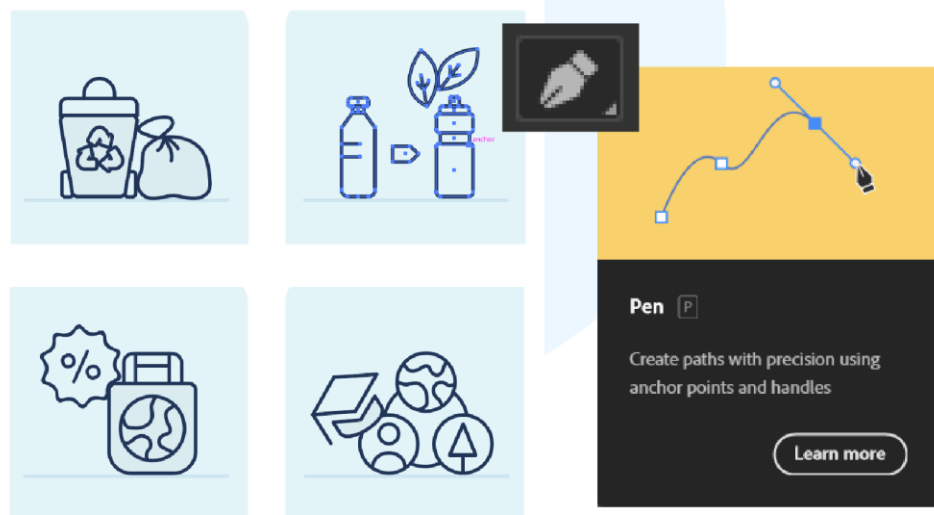 anchor
%
Pen P
Create paths with precision using
anchor points and handles
Learn more